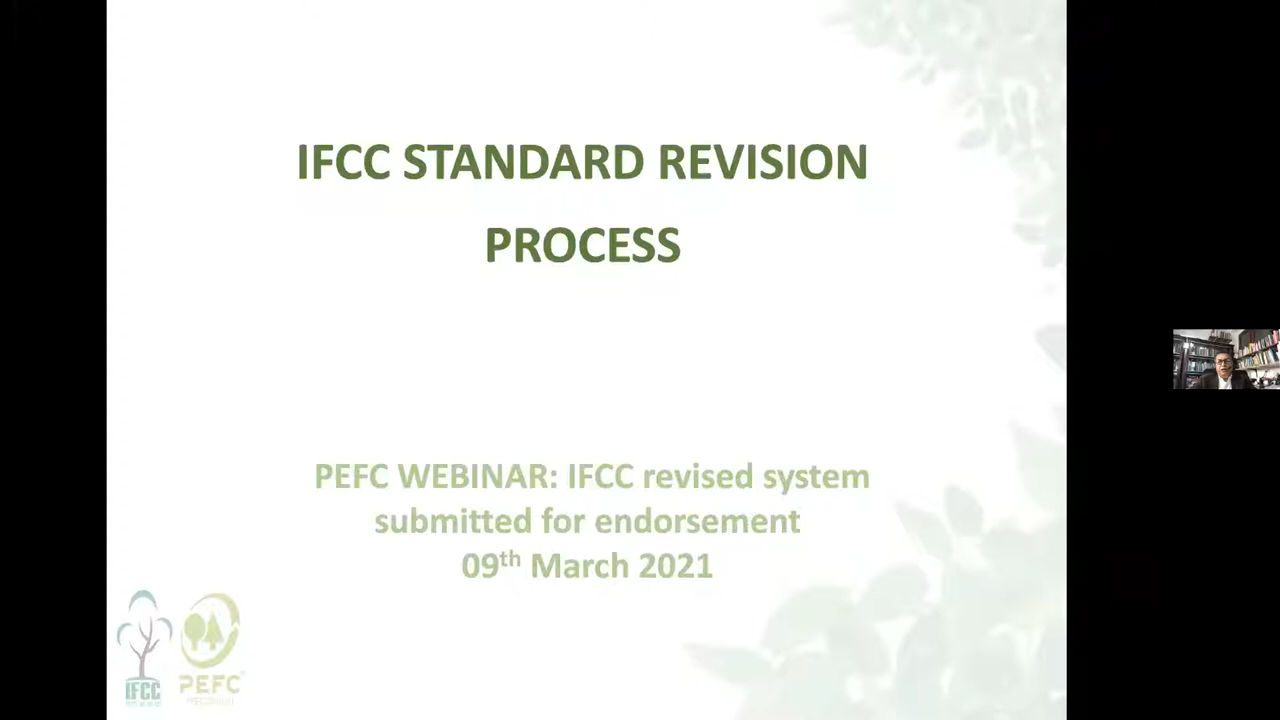 IFCC STANDARD REVISION
PROCESS
PEFC WEBINAR: IFCC revised system
submitted for endorsement
09th March 2021
IFCC
PEFC